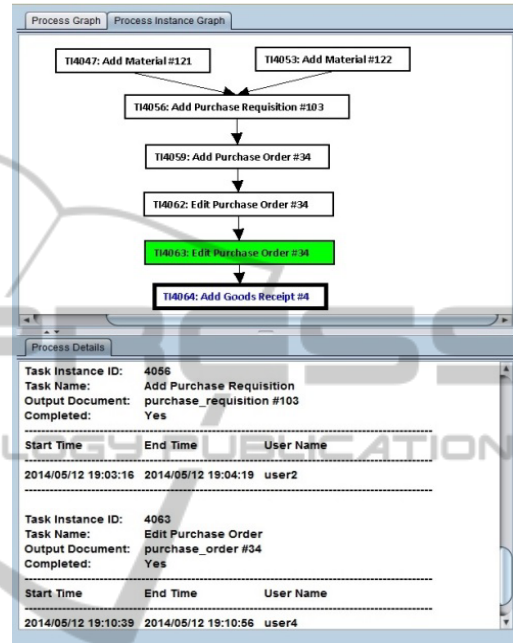 Process Graph Process Instance Graph
TI4047: Add Material #121 TI4053: Add Material #122
TI4056: Add Purchase Requisition #103
TI4059: Add Purchase Order #34
TI4062: Edit Purchase Order #34
TI4063: Edit Purchase Order #34
TI4064: Add Goods Receipt #4
Process Details
Task Instance ID: 4056
Task Name: Add Purchase Requisition
Output Document: purchase_requisition #103
Completed: Yes
Start Time End Time User Name
2014/05/12 19:03:16 2014/05/12 19:04:19 user2
Task Instance ID: 4063
Task Name: Edit Purchase Order
Output Document: purchase_order #34
Completed: Yes
Start Time End Time User Name
2014/05/12 19:10:39 2014/05/12 19:10:56 user4